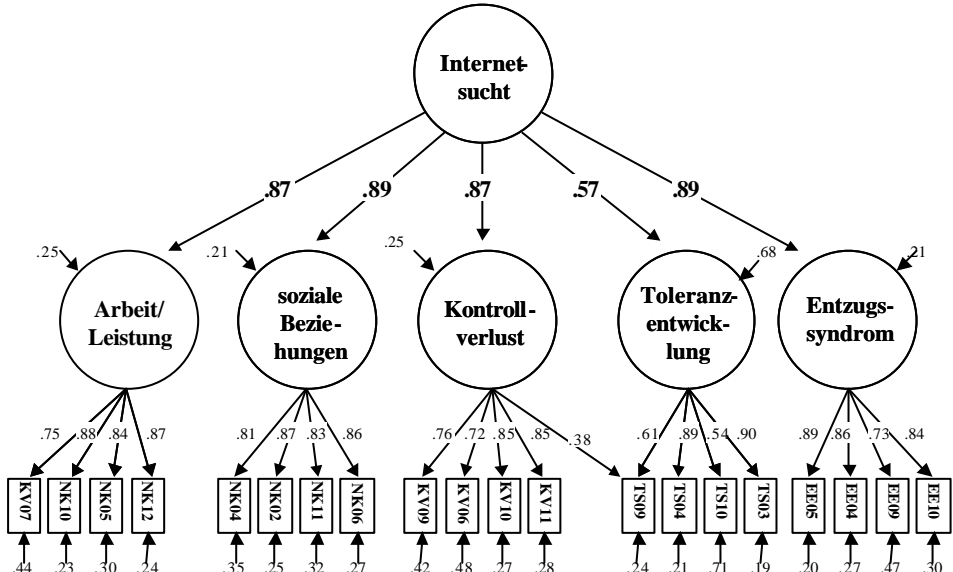 Internet-
sucht
.87 .89 .87 .57 .89
.25 .21 .25 .68 .21
Arbeit/
Leistung
soziale
Bezie-
hungen
Kontroll-
verlust
Toleranz-
entwick-
lung
Entzugs-
syndrom
.75 .88 .84 .87 .81 .87 .83 .86 .76 .72 .85 .85 .38 .61 .89 .54 .90 .89 .86 .73 .84
KV07 NK10 NK05 NK12 NK04 NK02 NK11 NK06 KV09 KV06 KV10 KV11 TS09 TS04 TS10 TS03 EE05 EE04 EE09 EE10
.44 .23 .30 .24 .35 .25 .32 .27 .42 .48 .27 .28 .24 .21 .71 .19 .20 .27 .47 .30